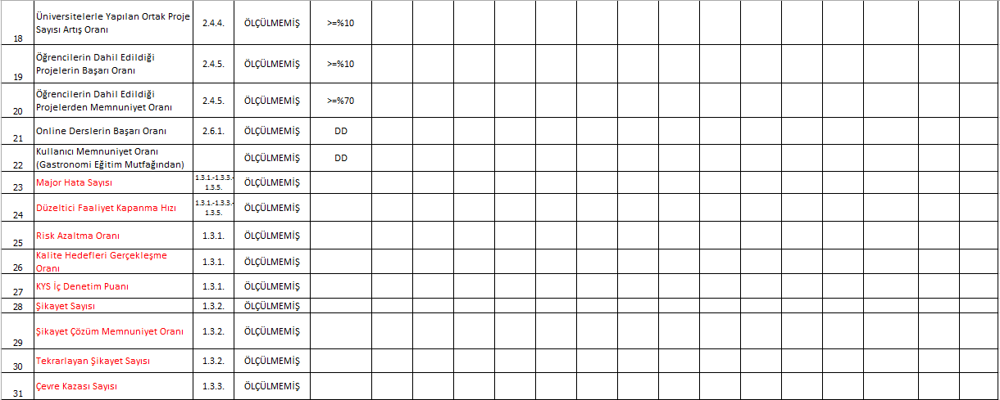 18 Üniversitelerle Yapılan Ortak Proje Sayısı Artış Oranı 2.4.4. ÖLÇÜLMEMİŞ >=%10
19 Öğrencilerin Dahil Edildiği Projelerin Başarı Oranı 2.4.5. ÖLÇÜLMEMİŞ >=%10
20 Öğrencilerin Dahil Edildiği Projelerden Memnuniyet Oranı 2.4.5. ÖLÇÜLMEMİŞ >=%70
21 Online Derslerin Başarı Oranı 2.6.1. ÖLÇÜLMEMİŞ DD
22 Kullanıcı Memnuniyet Oranı (Gastronomi Eğitim Mutfağından) ÖLÇÜLMEMİŞ DD
23 Major Hata Sayısı 1.3.1.-1.3.3.-1.3.5. ÖLÇÜLMEMİŞ
24 Düzeltici Faaliyet Kapanma Hızı 1.3.1.-1.3.3.-1.3.5. ÖLÇÜLMEMİŞ
25 Risk Azaltma Oranı 1.3.1. ÖLÇÜLMEMİŞ
26 Kalite Hedefleri Gerçekleşme Oranı 1.3.1. ÖLÇÜLMEMİŞ
27 KYS İç Denetim Puanı 1.3.1. ÖLÇÜLMEMİŞ
28 Şikayet Sayısı 1.3.2. ÖLÇÜLMEMİŞ
29 Şikayet Çözüm Memnuniyet Oranı 1.3.2. ÖLÇÜLMEMİŞ
30 Tekrarlayan Şikayet Sayısı 1.3.2. ÖLÇÜLMEMİŞ
31 Çevre Kazası Sayısı 1.3.3. ÖLÇÜLMEMİŞ